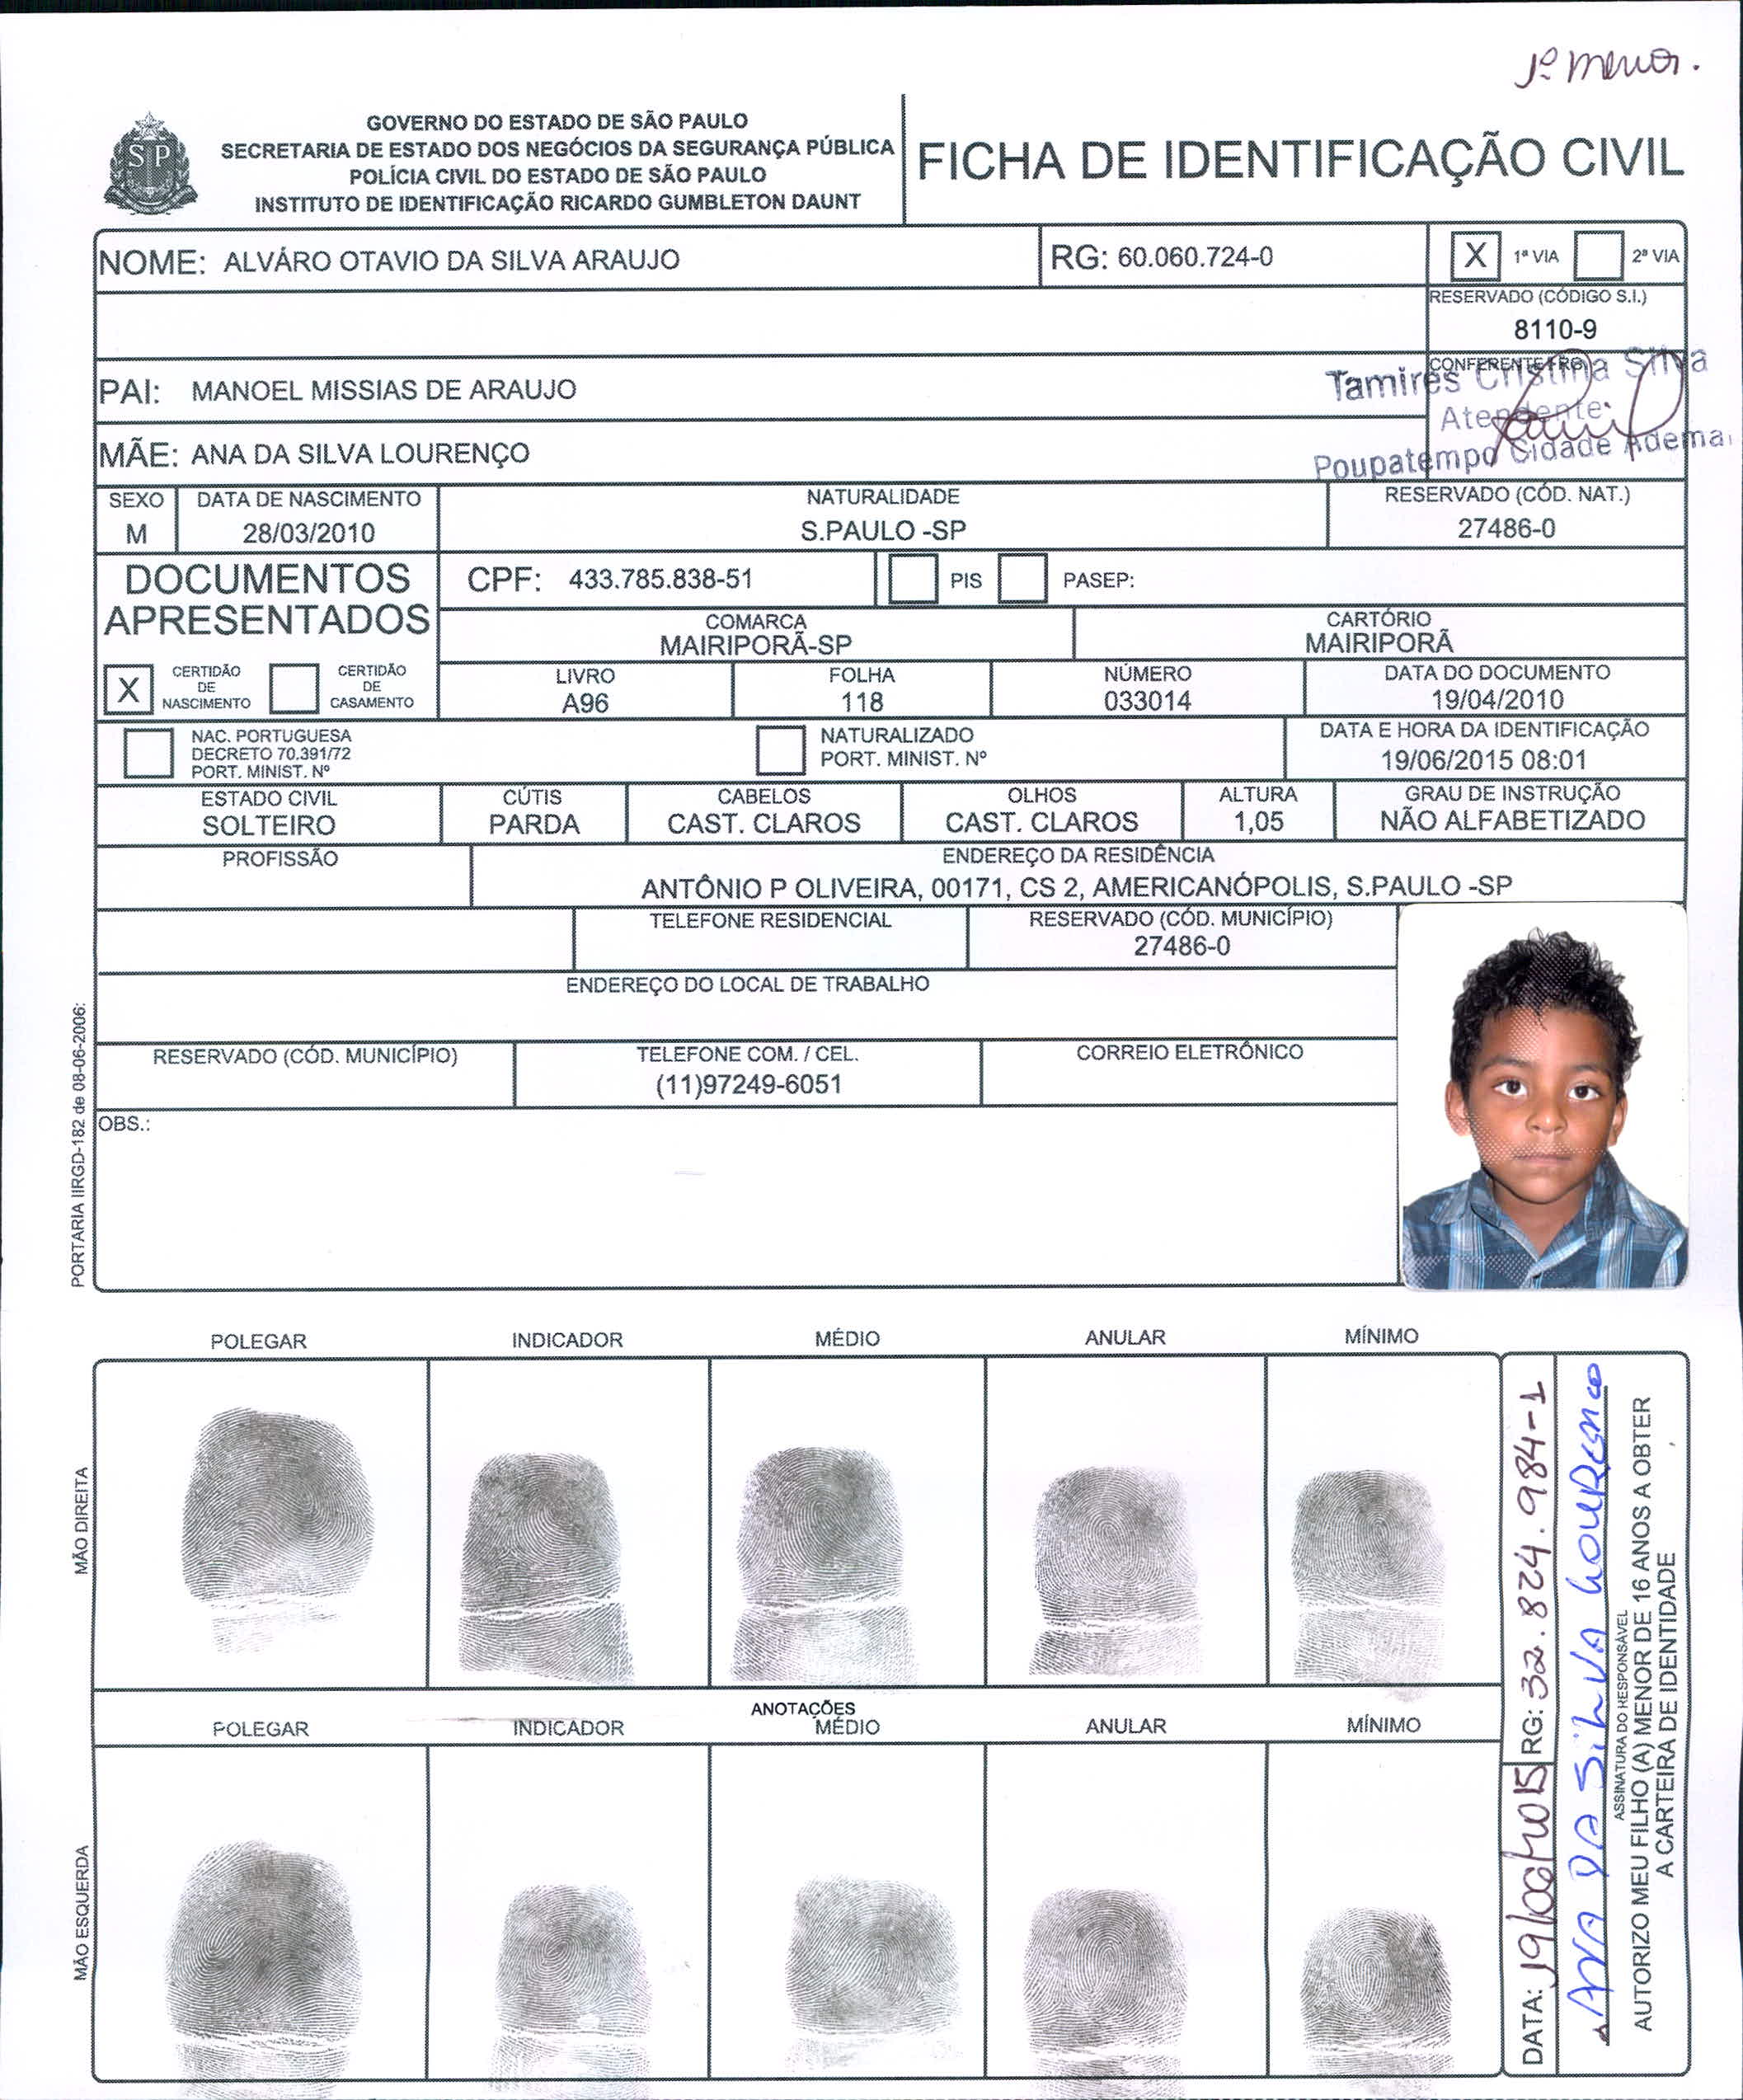 1º menor.
GOVERNO DO ESTADO DE SÃO PAULO
SECRETARIA DE ESTADO DOS NEGÓCIOS DA SEGURANÇA PÚBLICA
POLÍCIA CIVIL DO ESTADO DE SÃO PAULO
INSTITUTO DE IDENTIFICAÇÃO RICARDO GUMBLETON DAUNT
SP
FICHA DE IDENTIFICAÇÃO CIVIL
NOME: ALVÁRO OTAVIO DA SILVA ARAUJO
RG: 60.060.724-0
X 1ª VIA 2ª VIA
RESERVADO (CÓDIGO S.I.)
8110-9
CONFERENTE RG
PAI: MANOEL MISSIAS DE ARAUJO
Tamires Cristina Silva
Atendente
Poupatempo Cidade Ademar
MÃE: ANA DA SILVA LOURENÇO
SEXO
M
DATA DE NASCIMENTO
28/03/2010
NATURALIDADE
S.PAULO -SP
RESERVADO (CÓD. NAT.)
27486-0
DOCUMENTOS
APRESENTADOS
CPF: 433.785.838-51
PIS
PASEP:
COMARCA
MAIRIPORÃ-SP
CARTÓRIO
MAIRIPORÃ
X CERTIDÃO
DE
NASCIMENTO
CERTIDÃO
DE
CASAMENTO
LIVRO
A96
FOLHA
118
NÚMERO
033014
DATA DO DOCUMENTO
19/04/2010
NAC. PORTUGUESA
DECRETO 70.391/72
PORT. MINIST. Nº
NATURALIZADO
PORT. MINIST. Nº
DATA E HORA DA IDENTIFICAÇÃO
19/06/2015 08:01
ESTADO CIVIL
SOLTEIRO
CÚTIS
PARDA
CABELOS
CAST. CLAROS
OLHOS
CAST. CLAROS
ALTURA
1,05
GRAU DE INSTRUÇÃO
NÃO ALFABETIZADO
PROFISSÃO
ENDEREÇO DA RESIDÊNCIA
ANTÔNIO P OLIVEIRA, 00171, CS 2, AMERICANÓPOLIS, S.PAULO -SP
TELEFONE RESIDENCIAL
RESERVADO (CÓD. MUNICÍPIO)
27486-0
ENDEREÇO DO LOCAL DE TRABALHO
RESERVADO (CÓD. MUNICÍPIO)
TELEFONE COM. / CEL.
(11)97249-6051
CORREIO ELETRÔNICO
OBS.:
PORTARIA IIRGD-182 de 08-06-2006:
POLEGAR INDICADOR MÉDIO ANULAR MÍNIMO
MÃO DIREITA
ANOTAÇÕES
POLEGAR INDICADOR MÉDIO ANULAR MÍNIMO
MÃO ESQUERDA
DATA: 19/06/2015 RG: 32.824.984-1
ANA DA SiLVA LOURENCO
ASSINATURA DO RESPONSÁVEL
AUTORIZO MEU FILHO (A) MENOR DE 16 ANOS A OBTER
A CARTEIRA DE IDENTIDADE